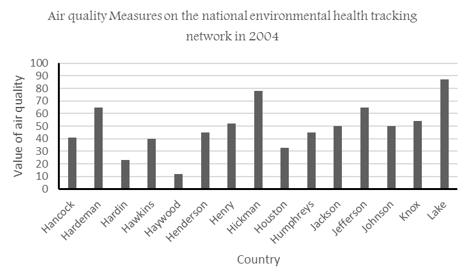 Air quality Measures on the national environmental health tracking
network in 2004
Value of air quality
100
90
80
70
60
50
40
30
20
10
0
Hancock
Hardeman
Hardin
Hawkins
Haywood
Henderson
Henry
Hickman
Houston
Humphreys
Jackson
Jefferson
Johnson
Knox
Lake
Country